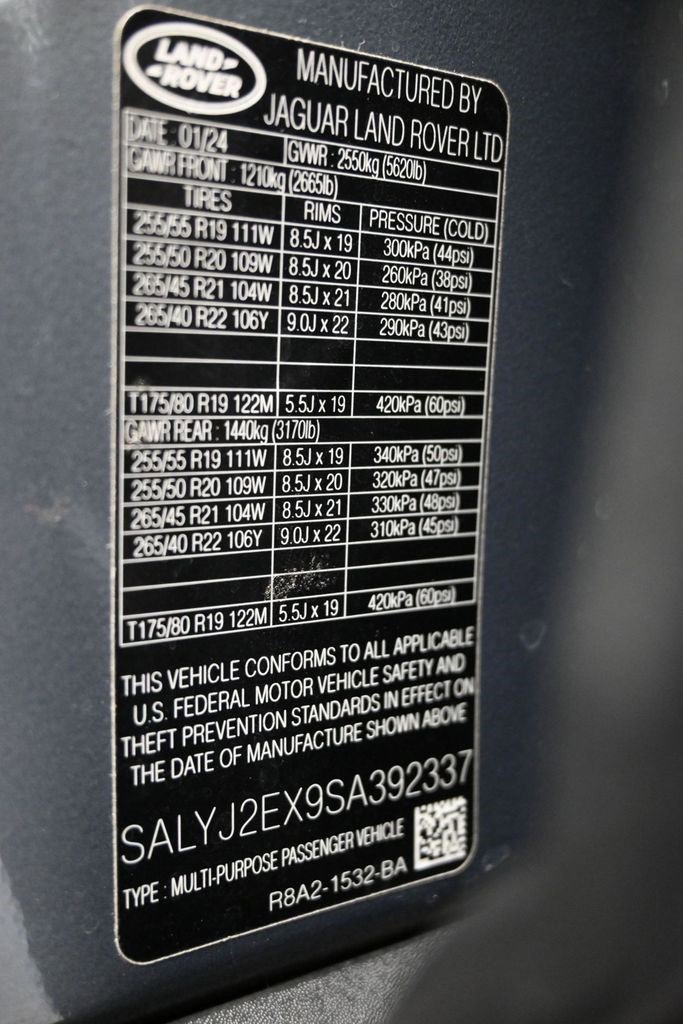 LAND-
-ROVER
MANUFACTURED BY
JAGUAR LAND ROVER LTD
DATE: 01/24 GVWR: 2550kg (5620lb)
GAWR FRONT: 1210kg (2665lb)
TIRES RIMS PRESSURE (COLD)
255/55 R19 111W 8.5J x 19 300kPa (44psi)
255/50 R20 109W 8.5J x 20 260kPa (38psi)
265/45 R21 104W 8.5J x 21 280kPa (41psi)
265/40 R22 106Y 9.0J x 22 290kPa (43psi)
T175/80 R19 122M 5.5J x 19 420kPa (60psi)
GAWR REAR: 1440kg (3170lb)
255/55 R19 111W 8.5J x 19 340kPa (50psi)
255/50 R20 109W 8.5J x 20 320kPa (47psi)
265/45 R21 104W 8.5J x 21 330kPa (48psi)
265/40 R22 106Y 9.0J x 22 310kPa (45psi)
T175/80 R19 122M 5.5J x 19 420kPa (60psi)
THIS VEHICLE CONFORMS TO ALL APPLICABLE
U.S. FEDERAL MOTOR VEHICLE SAFETY AND
THEFT PREVENTION STANDARDS IN EFFECT ON
THE DATE OF MANUFACTURE SHOWN ABOVE
SALYJ2EX9SA392337
TYPE: MULTI-PURPOSE PASSENGER VEHICLE
R8A2-1532-BA